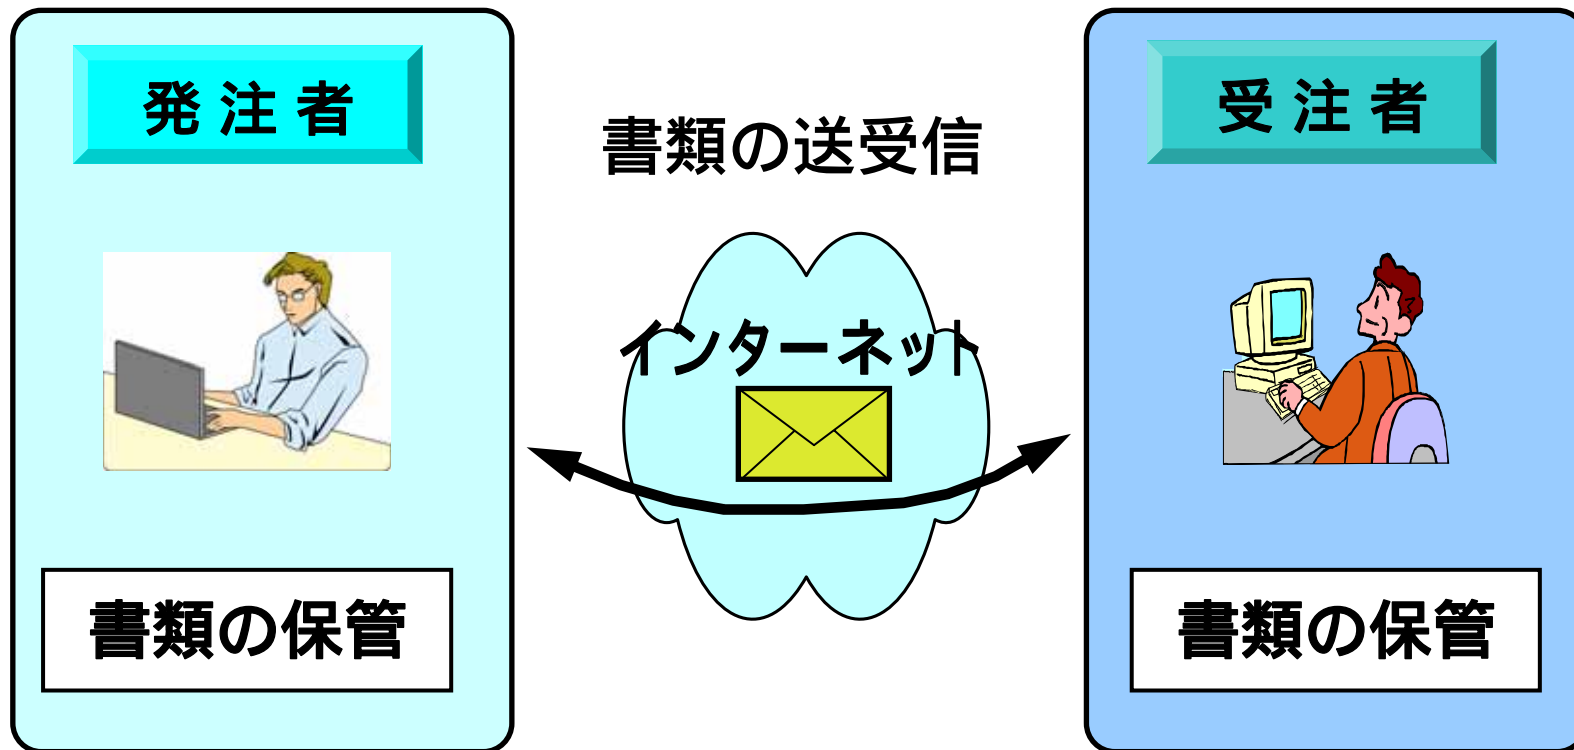 発注者
書類の送受信
受注者
インターネット
書類の保管
書類の保管